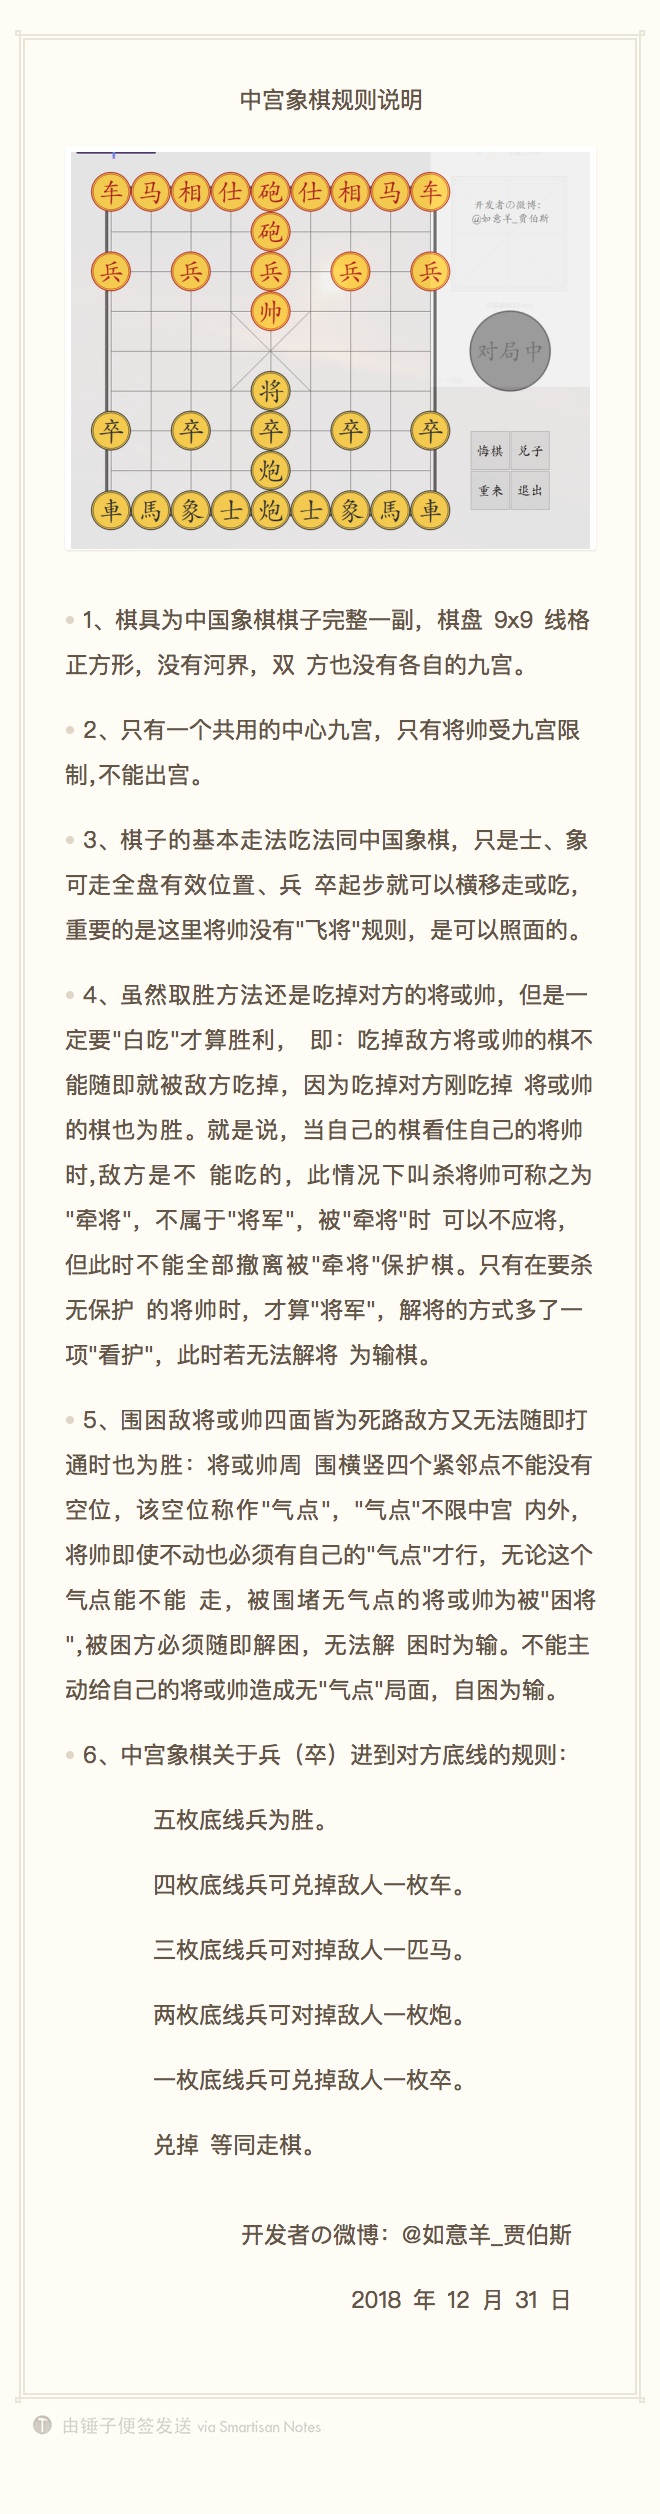 中宫象棋规则说明
车马相仕砲仕相马车
砲
兵 兵 兵 兵 兵
帅
将
卒 卒 卒 卒 卒
炮
車馬象士炮士象馬車
开发者の微博:
@如意羊_贾伯斯
对局中
悔棋 兑子
重来 退出
1、棋具为中国象棋棋子完整一副，棋盘 9x9 线格
正方形，没有河界，双 方也没有各自的九宫。
2、只有一个共用的中心九宫，只有将帅受九宫限
制,不能出宫。
3、棋子的基本走法吃法同中国象棋，只是士、象
可走全盘有效位置、兵 卒起步就可以横移走或吃，
重要的是这里将帅没有"飞将"规则，是可以照面的。
4、虽然取胜方法还是吃掉对方的将或帅，但是一
定要"白吃"才算胜利， 即：吃掉敌方将或帅的棋不
能随即就被敌方吃掉，因为吃掉对方刚吃掉 将或帅
的棋也为胜。就是说，当自己的棋看住自己的将帅
时,敌方是不 能吃的，此情况下叫杀将帅可称之为
"牵将"，不属于"将军"，被"牵将"时 可以不应将，
但此时不能全部撤离被"牵将"保护棋。只有在要杀
无保护 的将帅时，才算"将军"，解将的方式多了一
项"看护"，此时若无法解将 为输棋。
5、围困敌将或帅四面皆为死路敌方又无法随即打
通时也为胜：将或帅周 围横竖四个紧邻点不能没有
空位，该空位称作"气点"，"气点"不限中宫 内外，
将帅即使不动也必须有自己的"气点"才行，无论这个
气点能不能 走，被围堵无气点的将或帅为被"困将
",被困方必须随即解困，无法解 困时为输。不能主
动给自己的将或帅造成无"气点"局面，自困为输。
6、中宫象棋关于兵（卒）进到对方底线的规则：
五枚底线兵为胜。
四枚底线兵可兑掉敌人一枚车。
三枚底线兵可对掉敌人一匹马。
两枚底线兵可对掉敌人一枚炮。
一枚底线兵可兑掉敌人一枚卒。
兑掉 等同走棋。
开发者の微博：@如意羊_贾伯斯
2018 年 12 月 31 日
由锤子便签发送 via Smartisan Notes